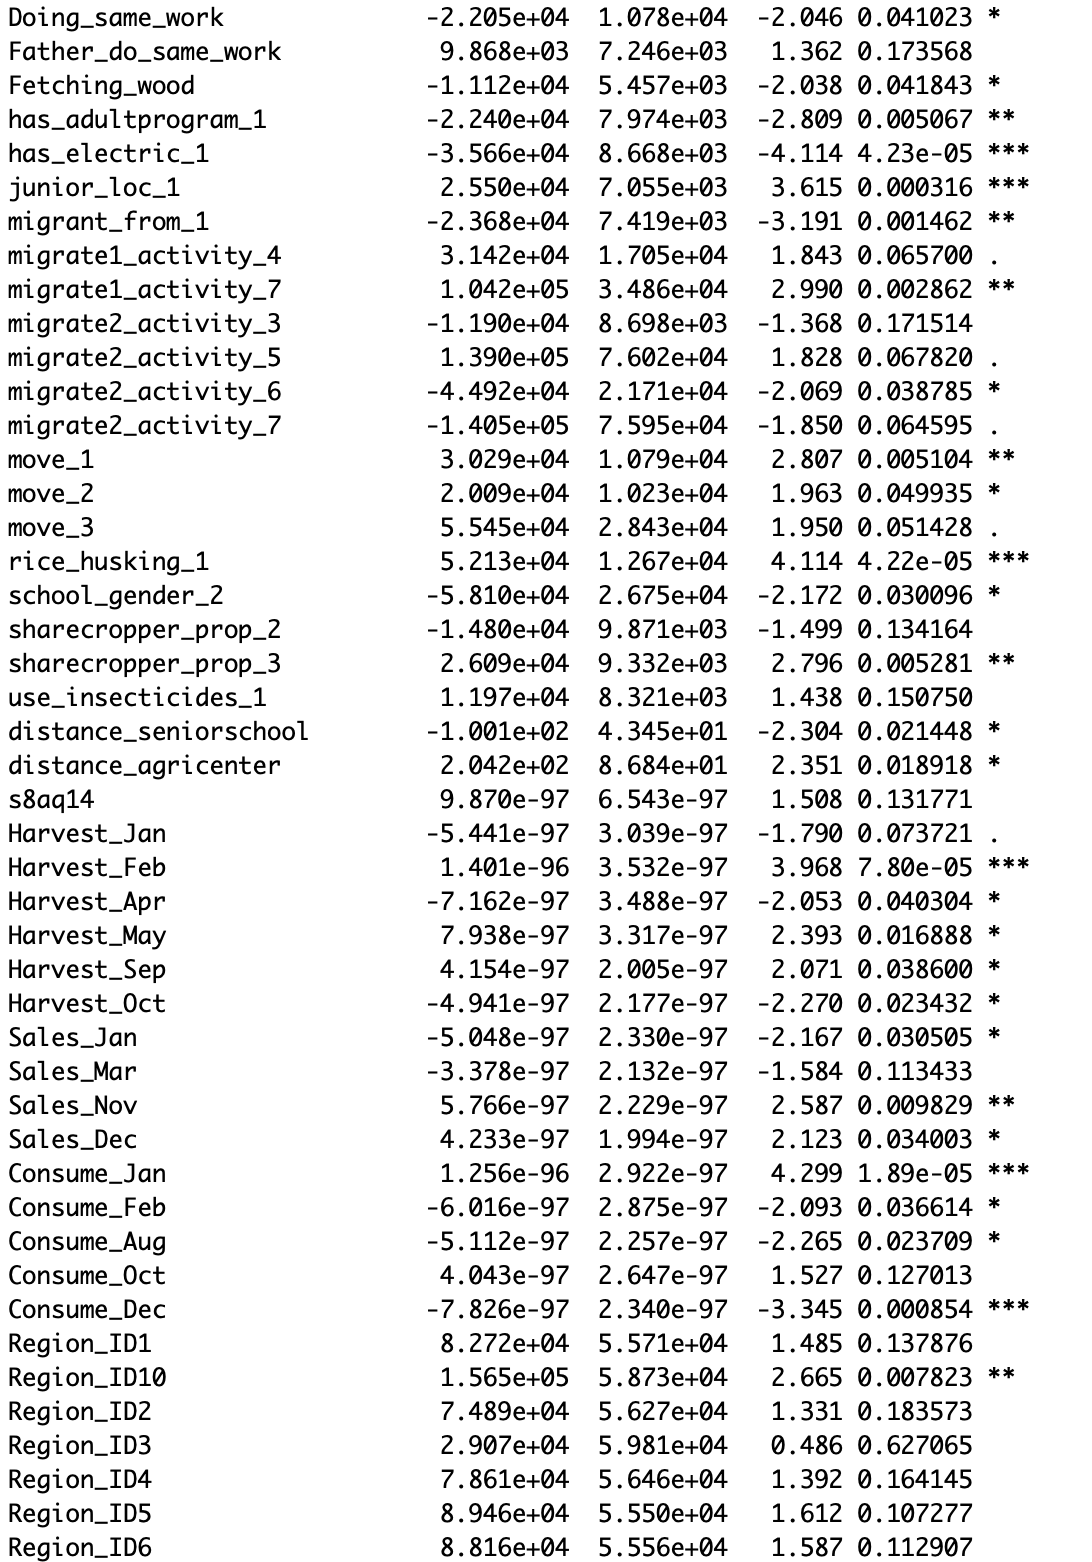 Doing_same_work -2.205e+04 1.078e+04 -2.046 0.041023 *
Father_do_same_work 9.868e+03 7.246e+03 1.362 0.173568
Fetching_wood -1.112e+04 5.457e+03 -2.038 0.041843 *
has_adultprogram_1 -2.240e+04 7.974e+03 -2.809 0.005067 **
has_electric_1 -3.566e+04 8.668e+03 -4.114 4.23e-05 ***
junior_loc_1 2.550e+04 7.055e+03 3.615 0.000316 ***
migrant_from_1 -2.368e+04 7.419e+03 -3.191 0.001462 **
migrate1_activity_4 3.142e+04 1.705e+04 1.843 0.065700 .
migrate1_activity_7 1.042e+05 3.486e+04 2.990 0.002862 **
migrate2_activity_3 -1.190e+04 8.698e+03 -1.368 0.171514
migrate2_activity_5 1.390e+05 7.602e+04 1.828 0.067820 .
migrate2_activity_6 -4.492e+04 2.171e+04 -2.069 0.038785 *
migrate2_activity_7 -1.405e+05 7.595e+04 -1.850 0.064595 .
move_1 3.029e+04 1.079e+04 2.807 0.005104 **
move_2 2.009e+04 1.023e+04 1.963 0.049935 *
move_3 5.545e+04 2.843e+04 1.950 0.051428 .
rice_husking_1 5.213e+04 1.267e+04 4.114 4.22e-05 ***
school_gender_2 -5.810e+04 2.675e+04 -2.172 0.030096 *
sharecropper_prop_2 -1.480e+04 9.871e+03 -1.499 0.134164
sharecropper_prop_3 2.609e+04 9.332e+03 2.796 0.005281 **
use_insecticides_1 1.197e+04 8.321e+03 1.438 0.150750
distance_seniorschool -1.001e+02 4.345e+01 -2.304 0.021448 *
distance_agricenter 2.042e+02 8.684e+01 2.351 0.018918 *
s8aq14 9.870e-97 6.543e-97 1.508 0.131771
Harvest_Jan -5.441e-97 3.039e-97 -1.790 0.073721 .
Harvest_Feb 1.401e-96 3.532e-97 3.968 7.80e-05 ***
Harvest_Apr -7.162e-97 3.488e-97 -2.053 0.040304 *
Harvest_May 7.938e-97 3.317e-97 2.393 0.016888 *
Harvest_Sep 4.154e-97 2.005e-97 2.071 0.038600 *
Harvest_Oct -4.941e-97 2.177e-97 -2.270 0.023432 *
Sales_Jan -5.048e-97 2.330e-97 -2.167 0.030505 *
Sales_Mar -3.378e-97 2.132e-97 -1.584 0.113433
Sales_Nov 5.766e-97 2.229e-97 2.587 0.009829 **
Sales_Dec 4.233e-97 1.994e-97 2.123 0.034003 *
Consume_Jan 1.256e-96 2.922e-97 4.299 1.89e-05 ***
Consume_Feb -6.016e-97 2.875e-97 -2.093 0.036614 *
Consume_Aug -5.112e-97 2.257e-97 -2.265 0.023709 *
Consume_Oct 4.043e-97 2.647e-97 1.527 0.127013
Consume_Dec -7.826e-97 2.340e-97 -3.345 0.000854 ***
Region_ID1 8.272e+04 5.571e+04 1.485 0.137876
Region_ID10 1.565e+05 5.873e+04 2.665 0.007823 **
Region_ID2 7.489e+04 5.627e+04 1.331 0.183573
Region_ID3 2.907e+04 5.981e+04 0.486 0.627065
Region_ID4 7.861e+04 5.646e+04 1.392 0.164145
Region_ID5 8.946e+04 5.550e+04 1.612 0.107277
Region_ID6 8.816e+04 5.556e+04 1.587 0.112907